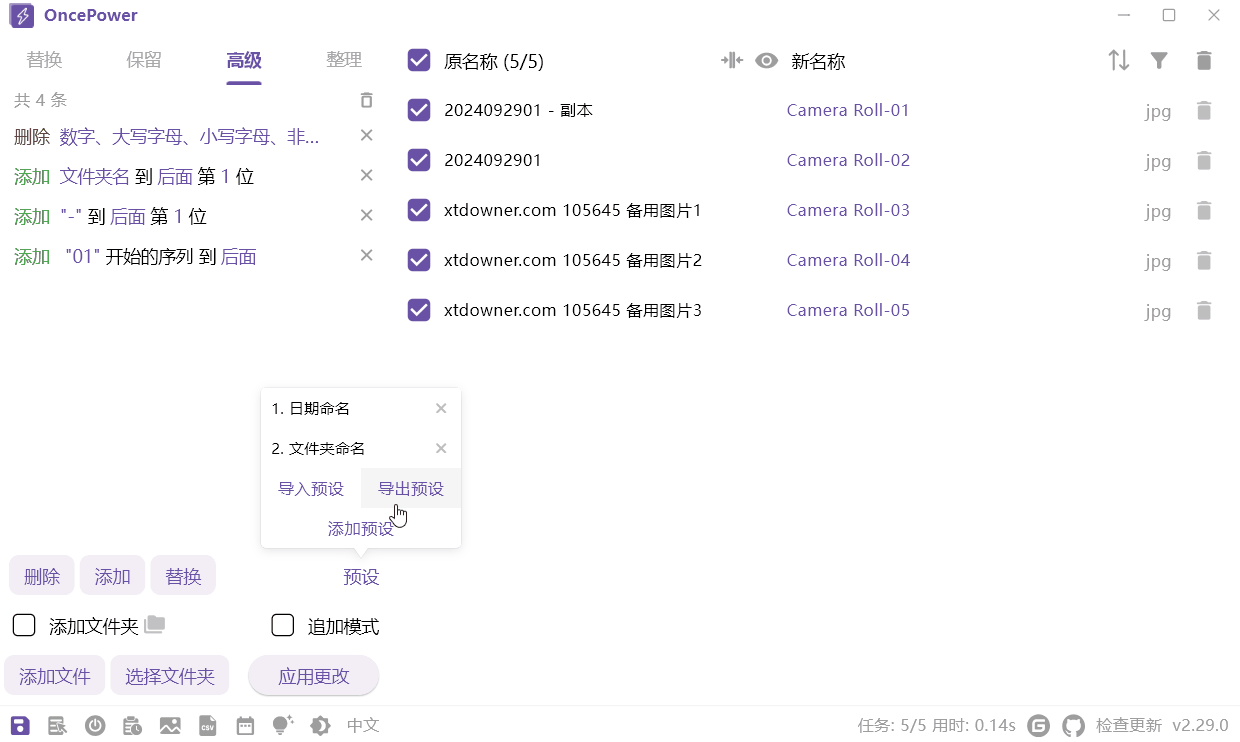 OncePower
替换 保留 高级 整理
共 4 条
删除 数字、大写字母、小写字母、非...
添加 文件夹名 到 后面 第 1 位
添加 "-" 到 后面 第 1 位
添加 "01" 开始的序列 到 后面
原名称 (5/5) 新名称
2024092901 - 副本 Camera Roll-01 jpg
2024092901 Camera Roll-02 jpg
xtdowner.com 105645 备用图片1 Camera Roll-03 jpg
xtdowner.com 105645 备用图片2 Camera Roll-04 jpg
xtdowner.com 105645 备用图片3 Camera Roll-05 jpg
1. 日期命名
2. 文件夹命名
导入预设 导出预设
添加预设
删除 添加 替换 预设
添加文件夹 追加模式
添加文件 选择文件夹 应用更改
CSV 中文 任务: 5/5 用时: 0.14s G 检查更新 v2.29.0